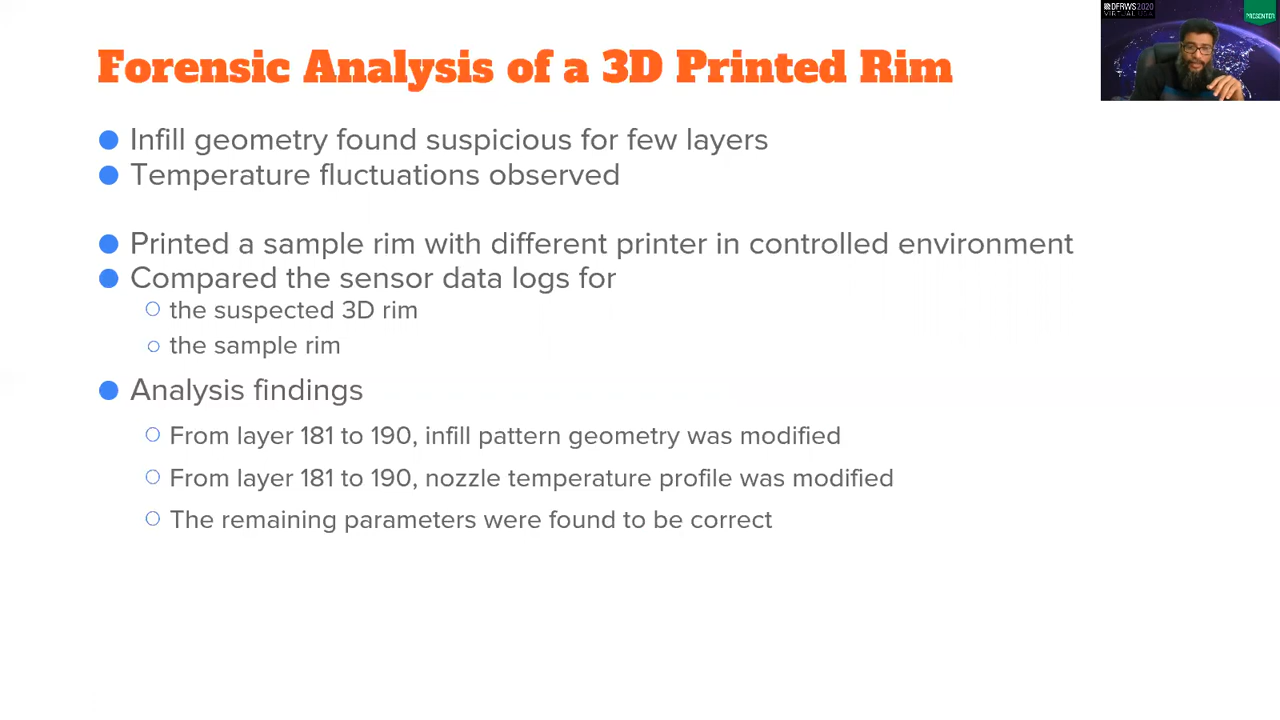 Forensic Analysis of a 3D Printed Rim
DFRWS2020
PRESENTER
Infill geometry found suspicious for few layers
Temperature fluctuations observed
Printed a sample rim with different printer in controlled environment
Compared the sensor data logs for
the suspected 3D rim
the sample rim
Analysis findings
From layer 181 to 190, infill pattern geometry was modified
From layer 181 to 190, nozzle temperature profile was modified
The remaining parameters were found to be correct